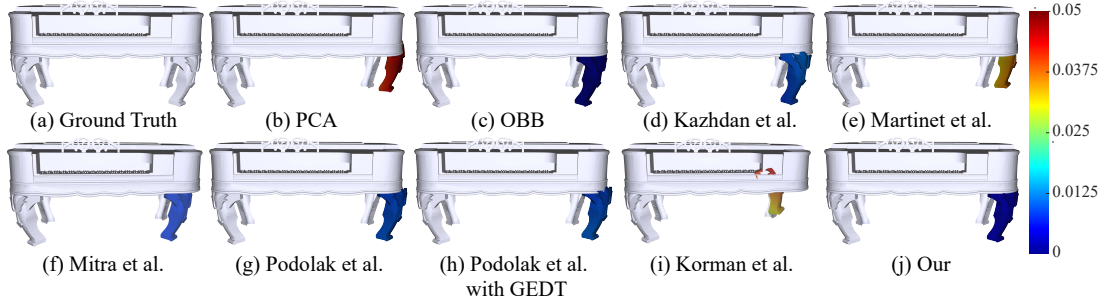 (a) Ground Truth (b) PCA (c) OBB (d) Kazhdan et al. (e) Martinet et al.
(f) Mitra et al. (g) Podolak et al. (h) Podolak et al. (i) Korman et al. (j) Our
with GEDT
0.05
0.0375
0.025
0.0125
0